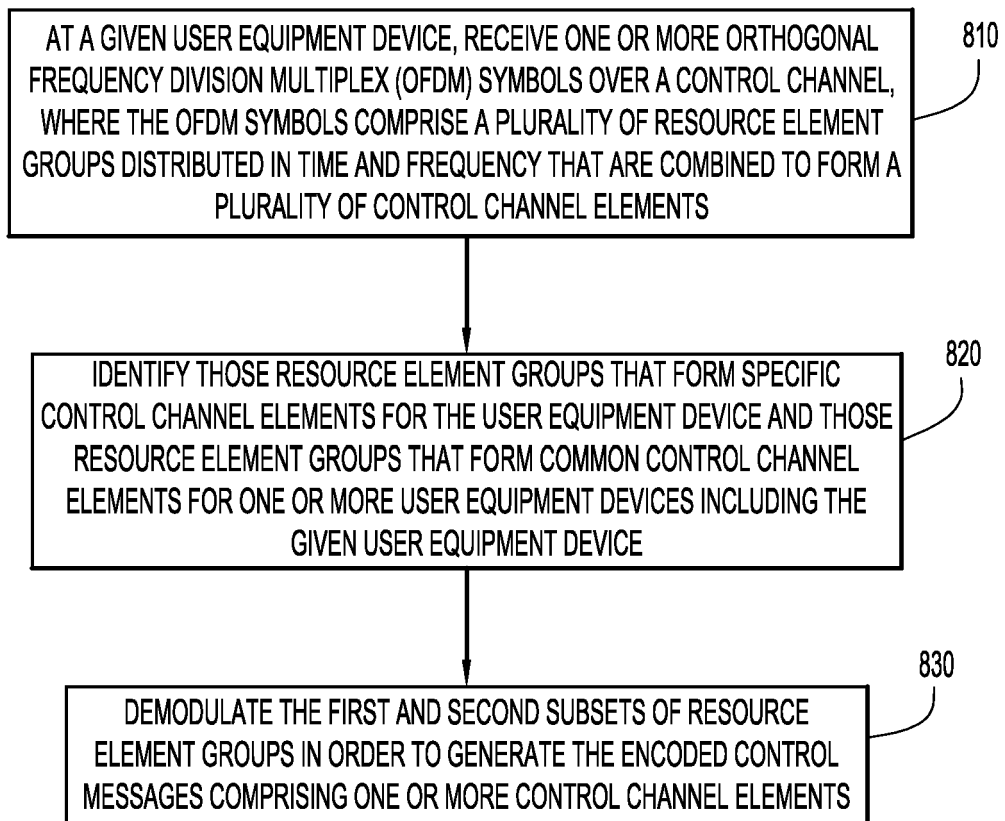 AT A GIVEN USER EQUIPMENT DEVICE, RECEIVE ONE OR MORE ORTHOGONAL
FREQUENCY DIVISION MULTIPLEX (OFDM) SYMBOLS OVER A CONTROL CHANNEL,
WHERE THE OFDM SYMBOLS COMPRISE A PLURALITY OF RESOURCE ELEMENT
GROUPS DISTRIBUTED IN TIME AND FREQUENCY THAT ARE COMBINED TO FORM A
PLURALITY OF CONTROL CHANNEL ELEMENTS
810
IDENTIFY THOSE RESOURCE ELEMENT GROUPS THAT FORM SPECIFIC
CONTROL CHANNEL ELEMENTS FOR THE USER EQUIPMENT DEVICE AND THOSE
RESOURCE ELEMENT GROUPS THAT FORM COMMON CONTROL CHANNEL
ELEMENTS FOR ONE OR MORE USER EQUIPMENT DEVICES INCLUDING THE
GIVEN USER EQUIPMENT DEVICE
820
DEMODULATE THE FIRST AND SECOND SUBSETS OF RESOURCE
ELEMENT GROUPS IN ORDER TO GENERATE THE ENCODED CONTROL
MESSAGES COMPRISING ONE OR MORE CONTROL CHANNEL ELEMENTS
830